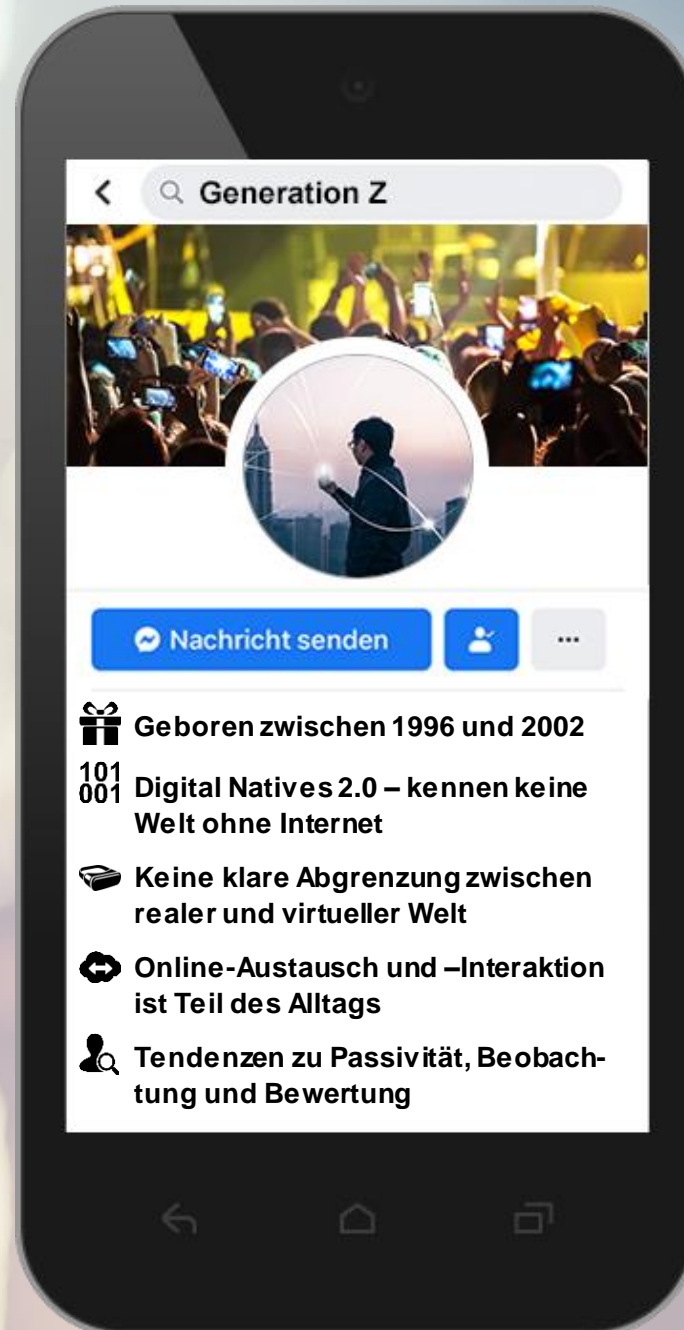 Generation Z
Nachricht senden
Geboren zwischen 1996 und 2002
101
001
Digital Natives 2.0 – kennen keine
Welt ohne Internet
Keine klare Abgrenzung zwischen
realer und virtueller Welt
Online-Austausch und –Interaktion
ist Teil des Alltags
Tendenzen zu Passivität, Beobach-
tung und Bewertung